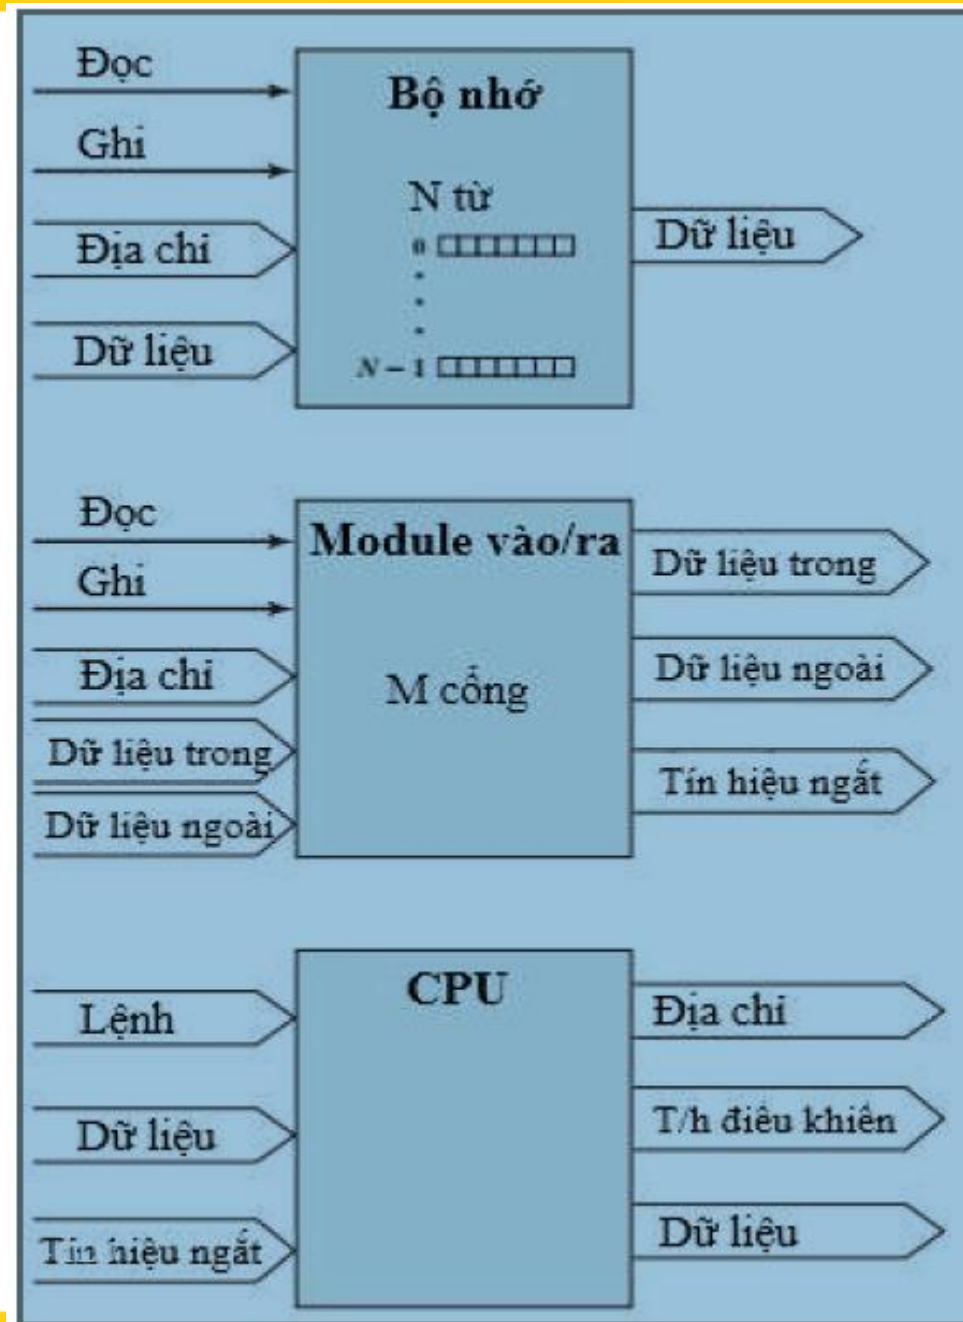 Đọc
Ghi
Địa chỉ
Dữ liệu
Bộ nhớ
N từ
0
N – 1
Dữ liệu
Đọc
Ghi
Địa chỉ
Dữ liệu trong
Dữ liệu ngoài
Module vào/ra
M cổng
Dữ liệu trong
Dữ liệu ngoài
Tín hiệu ngắt
Lệnh
Dữ liệu
Tín hiệu ngắt
CPU
Địa chỉ
T/h điều khiển
Dữ liệu